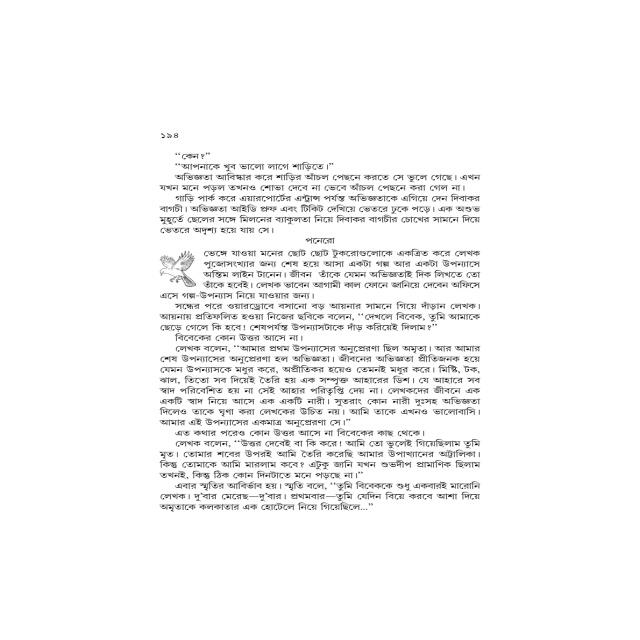 ১৯৪
‘‘কেন?’’
‘‘আপনাকে খুব ভালো লাগে শাড়িতে।’’
অভিজ্ঞতা আবিষ্কার করে শাড়ির আঁচল পেছনে করতে সে ভুলে গেছে। এখন
যখন মনে পড়ল তখনও শোভা দেবে না ভেবে আঁচল পেছনে করা গেল না।
গাড়ি পার্ক করে এয়ারপোর্টের এন্ট্রান্স পর্যন্ত অভিজ্ঞতাকে এগিয়ে দেন দিবাকর
বাগচী। অভিজ্ঞতা আইডি প্রুফ এবং টিকিট দেখিয়ে ভেতরে ঢুকে পড়ে। এক অশুভ
মুহূর্তে ছেলের সঙ্গে মিলনের ব্যাকুলতা নিয়ে দিবাকর বাগচীর চোখের সামনে দিয়ে
ভেতরে অদৃশ্য হয়ে যায় সে।
পনেরো
ভেঙ্গে যাওয়া মনের ছোট ছোট টুকরোগুলোকে একত্রিত করে লেখক
পুজোসংখ্যার জন্য শেষ হয়ে আসা একটা গল্প আর একটা উপন্যাসে
অন্তিম লাইন টানেন। জীবন তাঁকে যেমন অভিজ্ঞতাই দিক লিখতে তো
তাঁকে হবেই। লেখক ভাবেন আগামী কাল ফোনে জানিয়ে দেবেন অফিসে
এসে গল্প-উপন্যাস নিয়ে যাওয়ার জন্য।
সন্ধের পরে ওয়ারড্রোবে বসানো বড় আয়নার সামনে গিয়ে দাঁড়ান লেখক।
আয়নায় প্রতিফলিত হওয়া নিজের ছবিকে বলেন, ‘‘দেখলে বিবেক, তুমি আমাকে
ছেড়ে গেলে কি হবে! শেষপর্যন্ত উপন্যাসটাকে দাঁড় করিয়েই দিলাম?’’
বিবেকের কোন উত্তর আসে না।
লেখক বলেন, ‘‘আমার প্রথম উপন্যাসের অনুপ্রেরণা ছিল অমৃতা। আর আমার
শেষ উপন্যাসের অনুপ্রেরণা হল অভিজ্ঞতা। জীবনের অভিজ্ঞতা প্রীতিজনক হয়ে
যেমন উপন্যাসকে মধুর করে, অপ্রীতিকর হয়েও তেমনই মধুর করে। মিষ্টি, টক,
ঝাল, তিতো সব দিয়েই তৈরি হয় এক সম্পৃক্ত আহারের ডিশ। যে আহারে সব
স্বাদ পরিবেশিত হয় না সেই আহার পরিতৃপ্তি দেয় না। লেখকদের জীবনে এক
একটি স্বাদ নিয়ে আসে এক একটি নারী। সুতরাং কোন নারী দুঃসহ অভিজ্ঞতা
দিলেও তাকে ঘৃণা করা লেখকের উচিত নয়। আমি তাকে এখনও ভালোবাসি।
আমার এই উপন্যাসের একমাত্র অনুপ্রেরণা সে।’’
এত কথার পরেও কোন উত্তর আসে না বিবেকের কাছ থেকে।
লেখক বলেন, ‘‘উত্তর দেবেই বা কি করে! আমি তো ভুলেই গিয়েছিলাম তুমি
মৃত। তোমার শবের উপরই আমি তৈরি করেছি আমার উপাখ্যানের অট্টালিকা।
কিন্তু তোমাকে আমি মারলাম কবে? এটুকু জানি যখন শুভদীপ প্রামাণিক ছিলাম
তখনই, কিন্তু ঠিক কোন দিনটাতে মনে পড়ছে না।’’
এবার স্মৃতির আবির্ভাব হয়। স্মৃতি বলে, ‘‘তুমি বিবেককে শুধু একবারই মারোনি
লেখক। দু'বার মেরেছ—দু'বার। প্রথমবার—তুমি যেদিন বিয়ে করবে আশা দিয়ে
অমৃতাকে কলকাতার এক হোটেলে নিয়ে গিয়েছিলে...’’